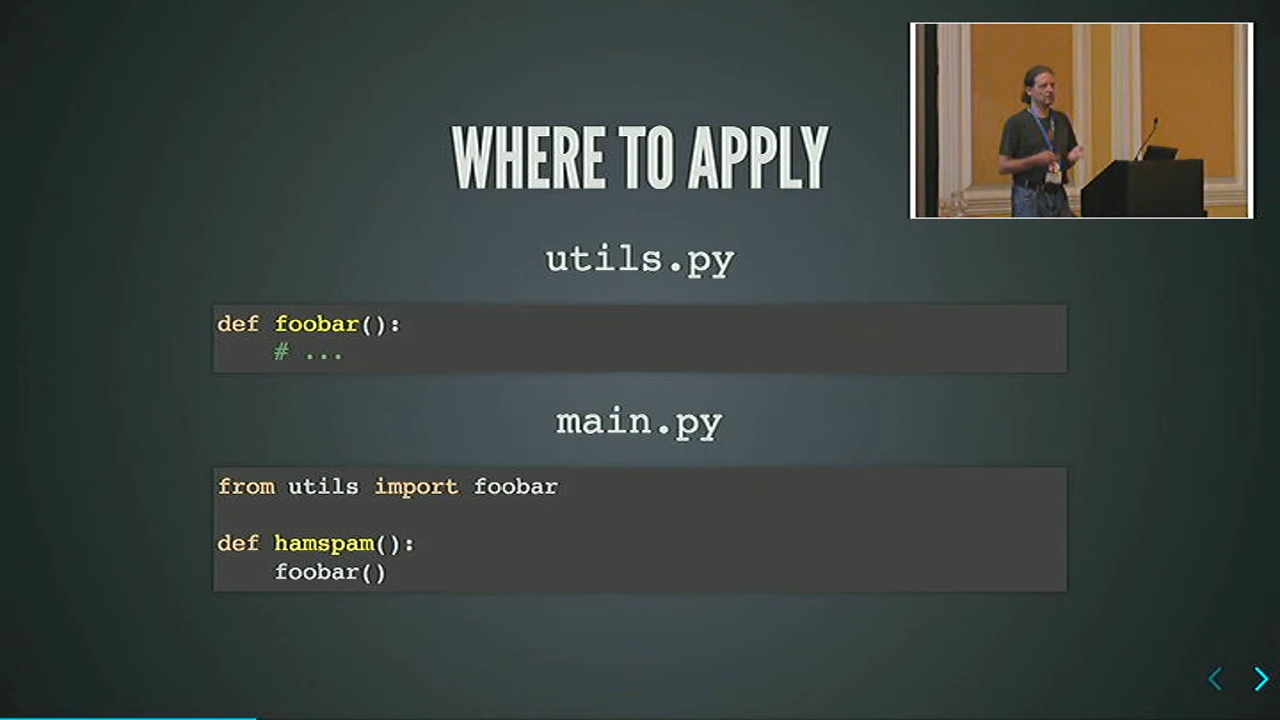 WHERE TO APPLY
utils.py
def foobar():
    # ...
main.py
from utils import foobar
def hamspam():
    foobar()